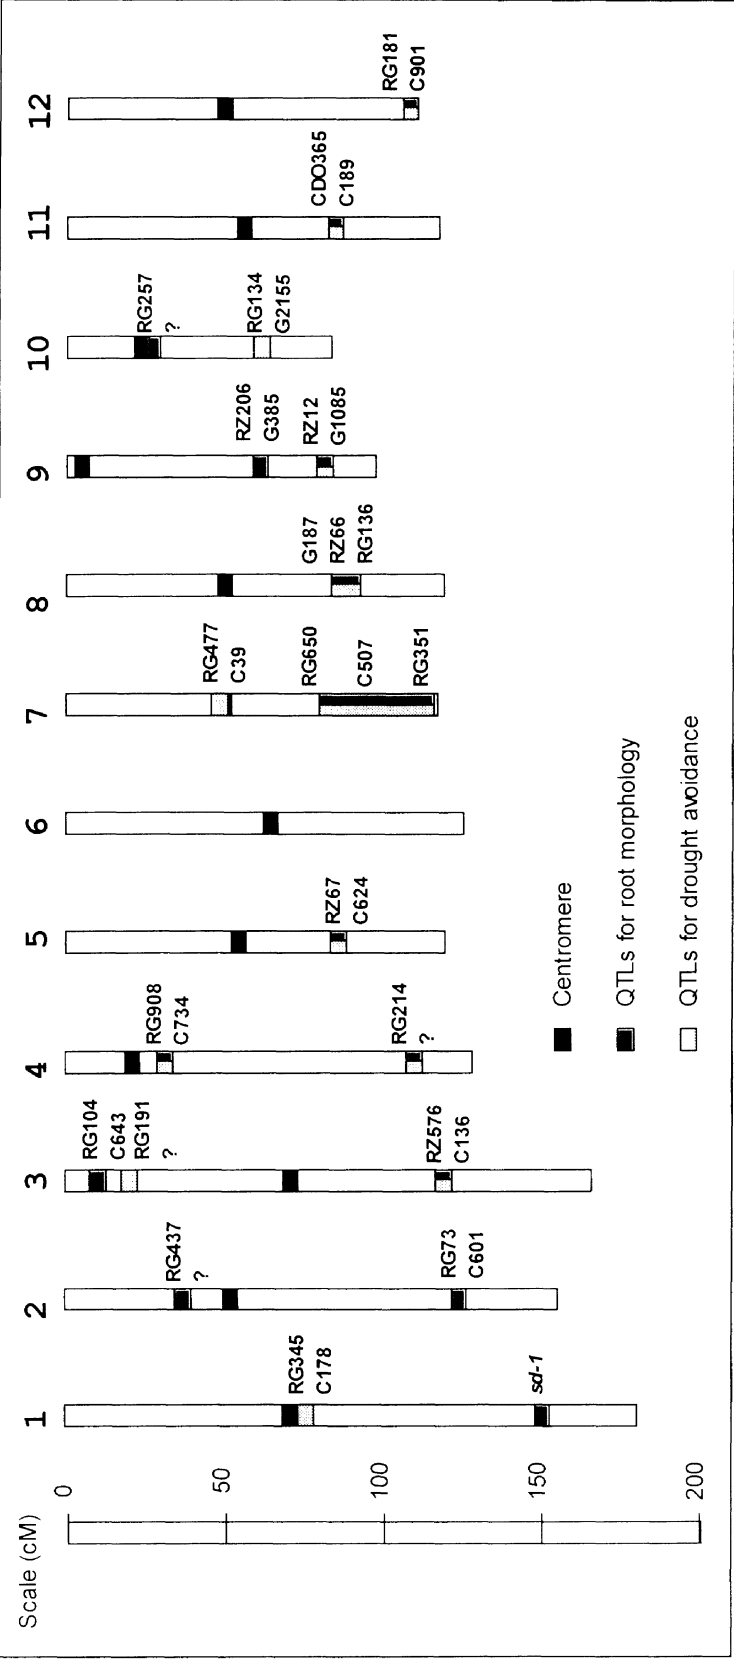 Scale (cM)
0
50
100
150
200
1
RG345
C178
sd-1
2
RG437
?
RG73
C601
3
RG104
C643
RG191
?
RZ576
C136
4
RG908
C734
RG214
?
5
RZ67
C624
6
7
RG477
C39
RG650
C507
RG351
8
G187
RZ66
RG136
9
RZ206
G385
RZ12
G1085
10
RG257
?
RG134
G2155
11
CDO365
C189
12
RG181
C901
Centromere
QTLs for root morphology
QTLs for drought avoidance